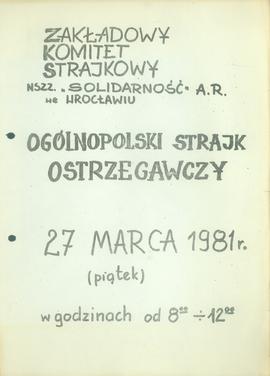 ZAKŁADOWY
KOMITET
STRAJKOWY
NSZZ. „SOLIDARNOŚĆ" A.R.
we WROCŁAWIU
OGÓLNOPOLSKI STRAJK
OSTRZEGAWCZY
27 MARCA 1981 r.
(piątek)
w godzinach od 8⁰⁰ ÷ 12⁰⁰